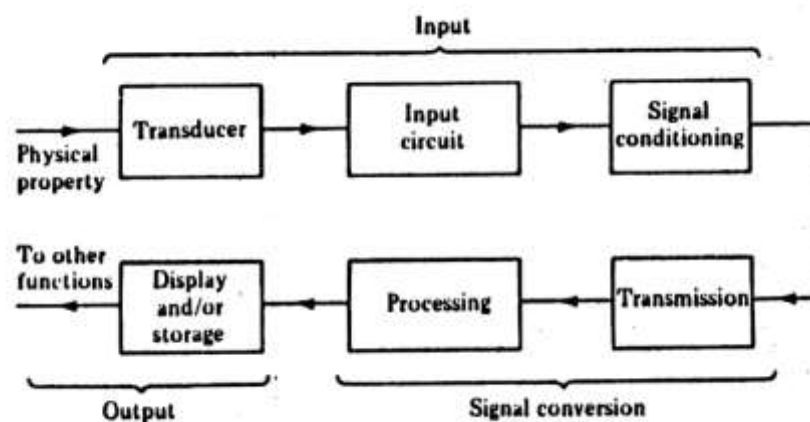 Input
Transducer
Input
circuit
Signal
conditioning
Physical
property
To other
functions
Display
and/or
storage
Processing
Transmission
Output
Signal conversion